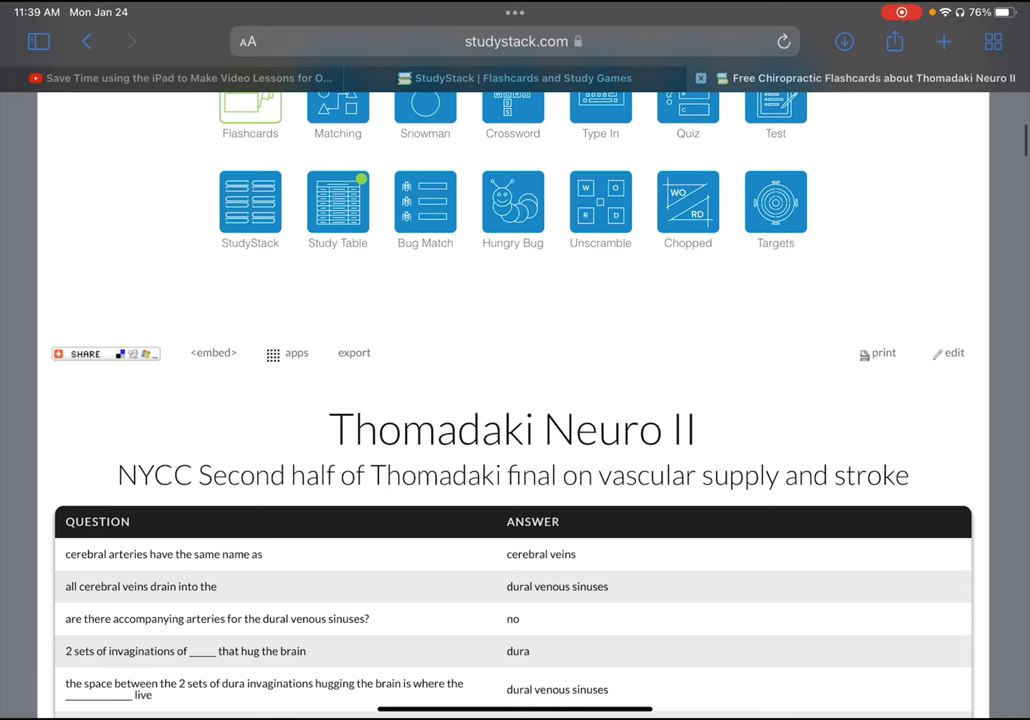 11:39 AM Mon Jan 24
76%
AA
studystack.com
Save Time using the iPad to Make Video Lessons for O...
StudyStack | Flashcards and Study Games
Free Chiropractic Flashcards about Thomadaki Neuro II
Flashcards
Matching
Snowman
Crossword
Type In
Quiz
Test
W O R D
WO RD
StudyStack
Study Table
Bug Match
Hungry Bug
Unscramble
Chopped
Targets
SHARE
<embed>
apps
export
print
edit
Thomadaki Neuro II
NYCC Second half of Thomadaki final on vascular supply and stroke
QUESTION ANSWER
cerebral arteries have the same name as cerebral veins
all cerebral veins drain into the dural venous sinuses
are there accompanying arteries for the dural venous sinuses? no
2 sets of invaginations of _____ that hug the brain dura
the space between the 2 sets of dura invaginations hugging the brain is where the
_____________ live dural venous sinuses